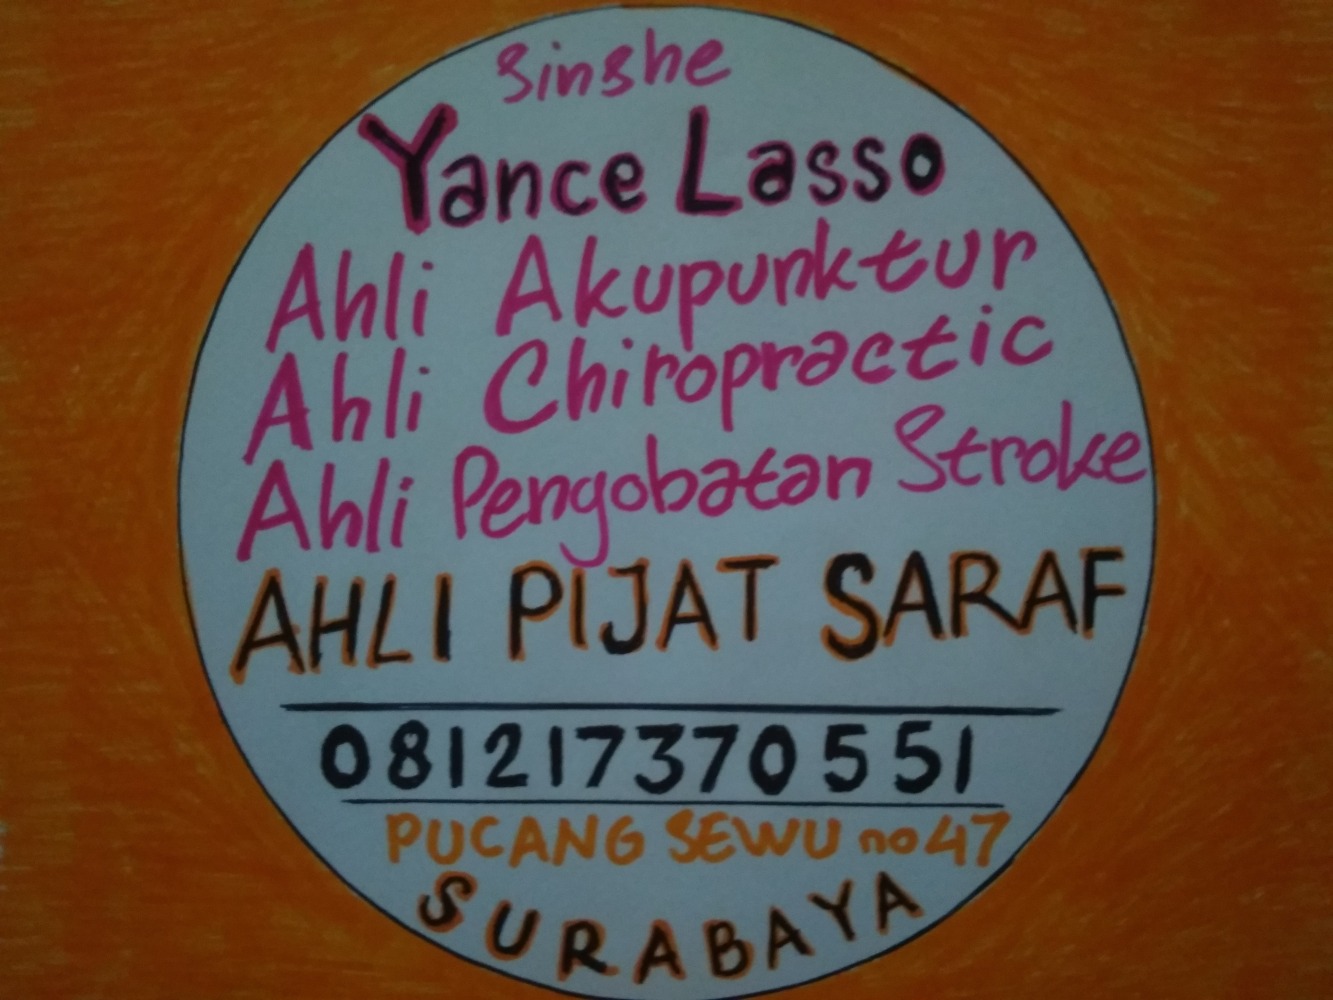 Sinshe
Yance Lasso
Ahli Akupunktur
Ahli Chiropractic
Ahli Pengobatan Stroke
AHLI PIJAT SARAF
081217370551
PUCANG SEWU no 47
SURABAYA